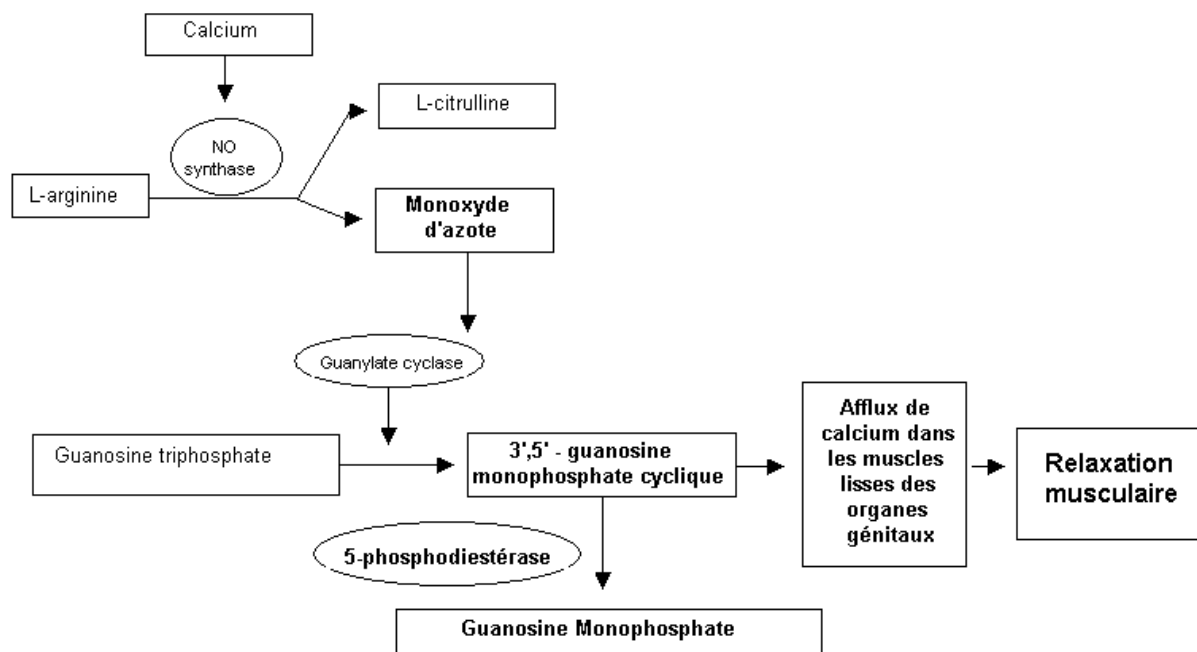 Calcium
L-citrulline
NO
synthase
L-arginine
Monoxyde
d'azote
Guanylate cyclase
Guanosine triphosphate
3',5' - guanosine
monophosphate cyclique
Afflux de
calcium dans
les muscles
lisses des
organes
génitaux
Relaxation
musculaire
5-phosphodiestérase
Guanosine Monophosphate